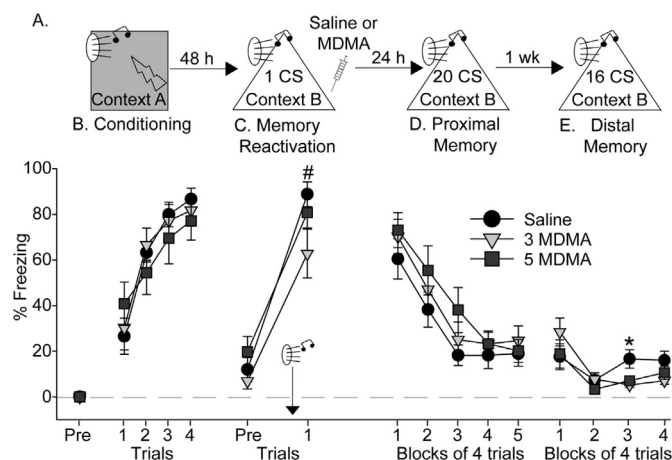 A.
Saline or
MDMA
48 h
24 h
1 wk
1 CS
20 CS
16 CS
Context A
Context B
Context B
Context B
B. Conditioning
C. Memory
Reactivation
D. Proximal
Memory
E. Distal
Memory
100
80
60
40
20
0
% Freezing
#
*
Saline
3 MDMA
5 MDMA
Pre
1
2
3
4
Trials
Pre
1
Trials
1
2
3
4
5
Blocks of 4 trials
1
2
3
4
Blocks of 4 trials